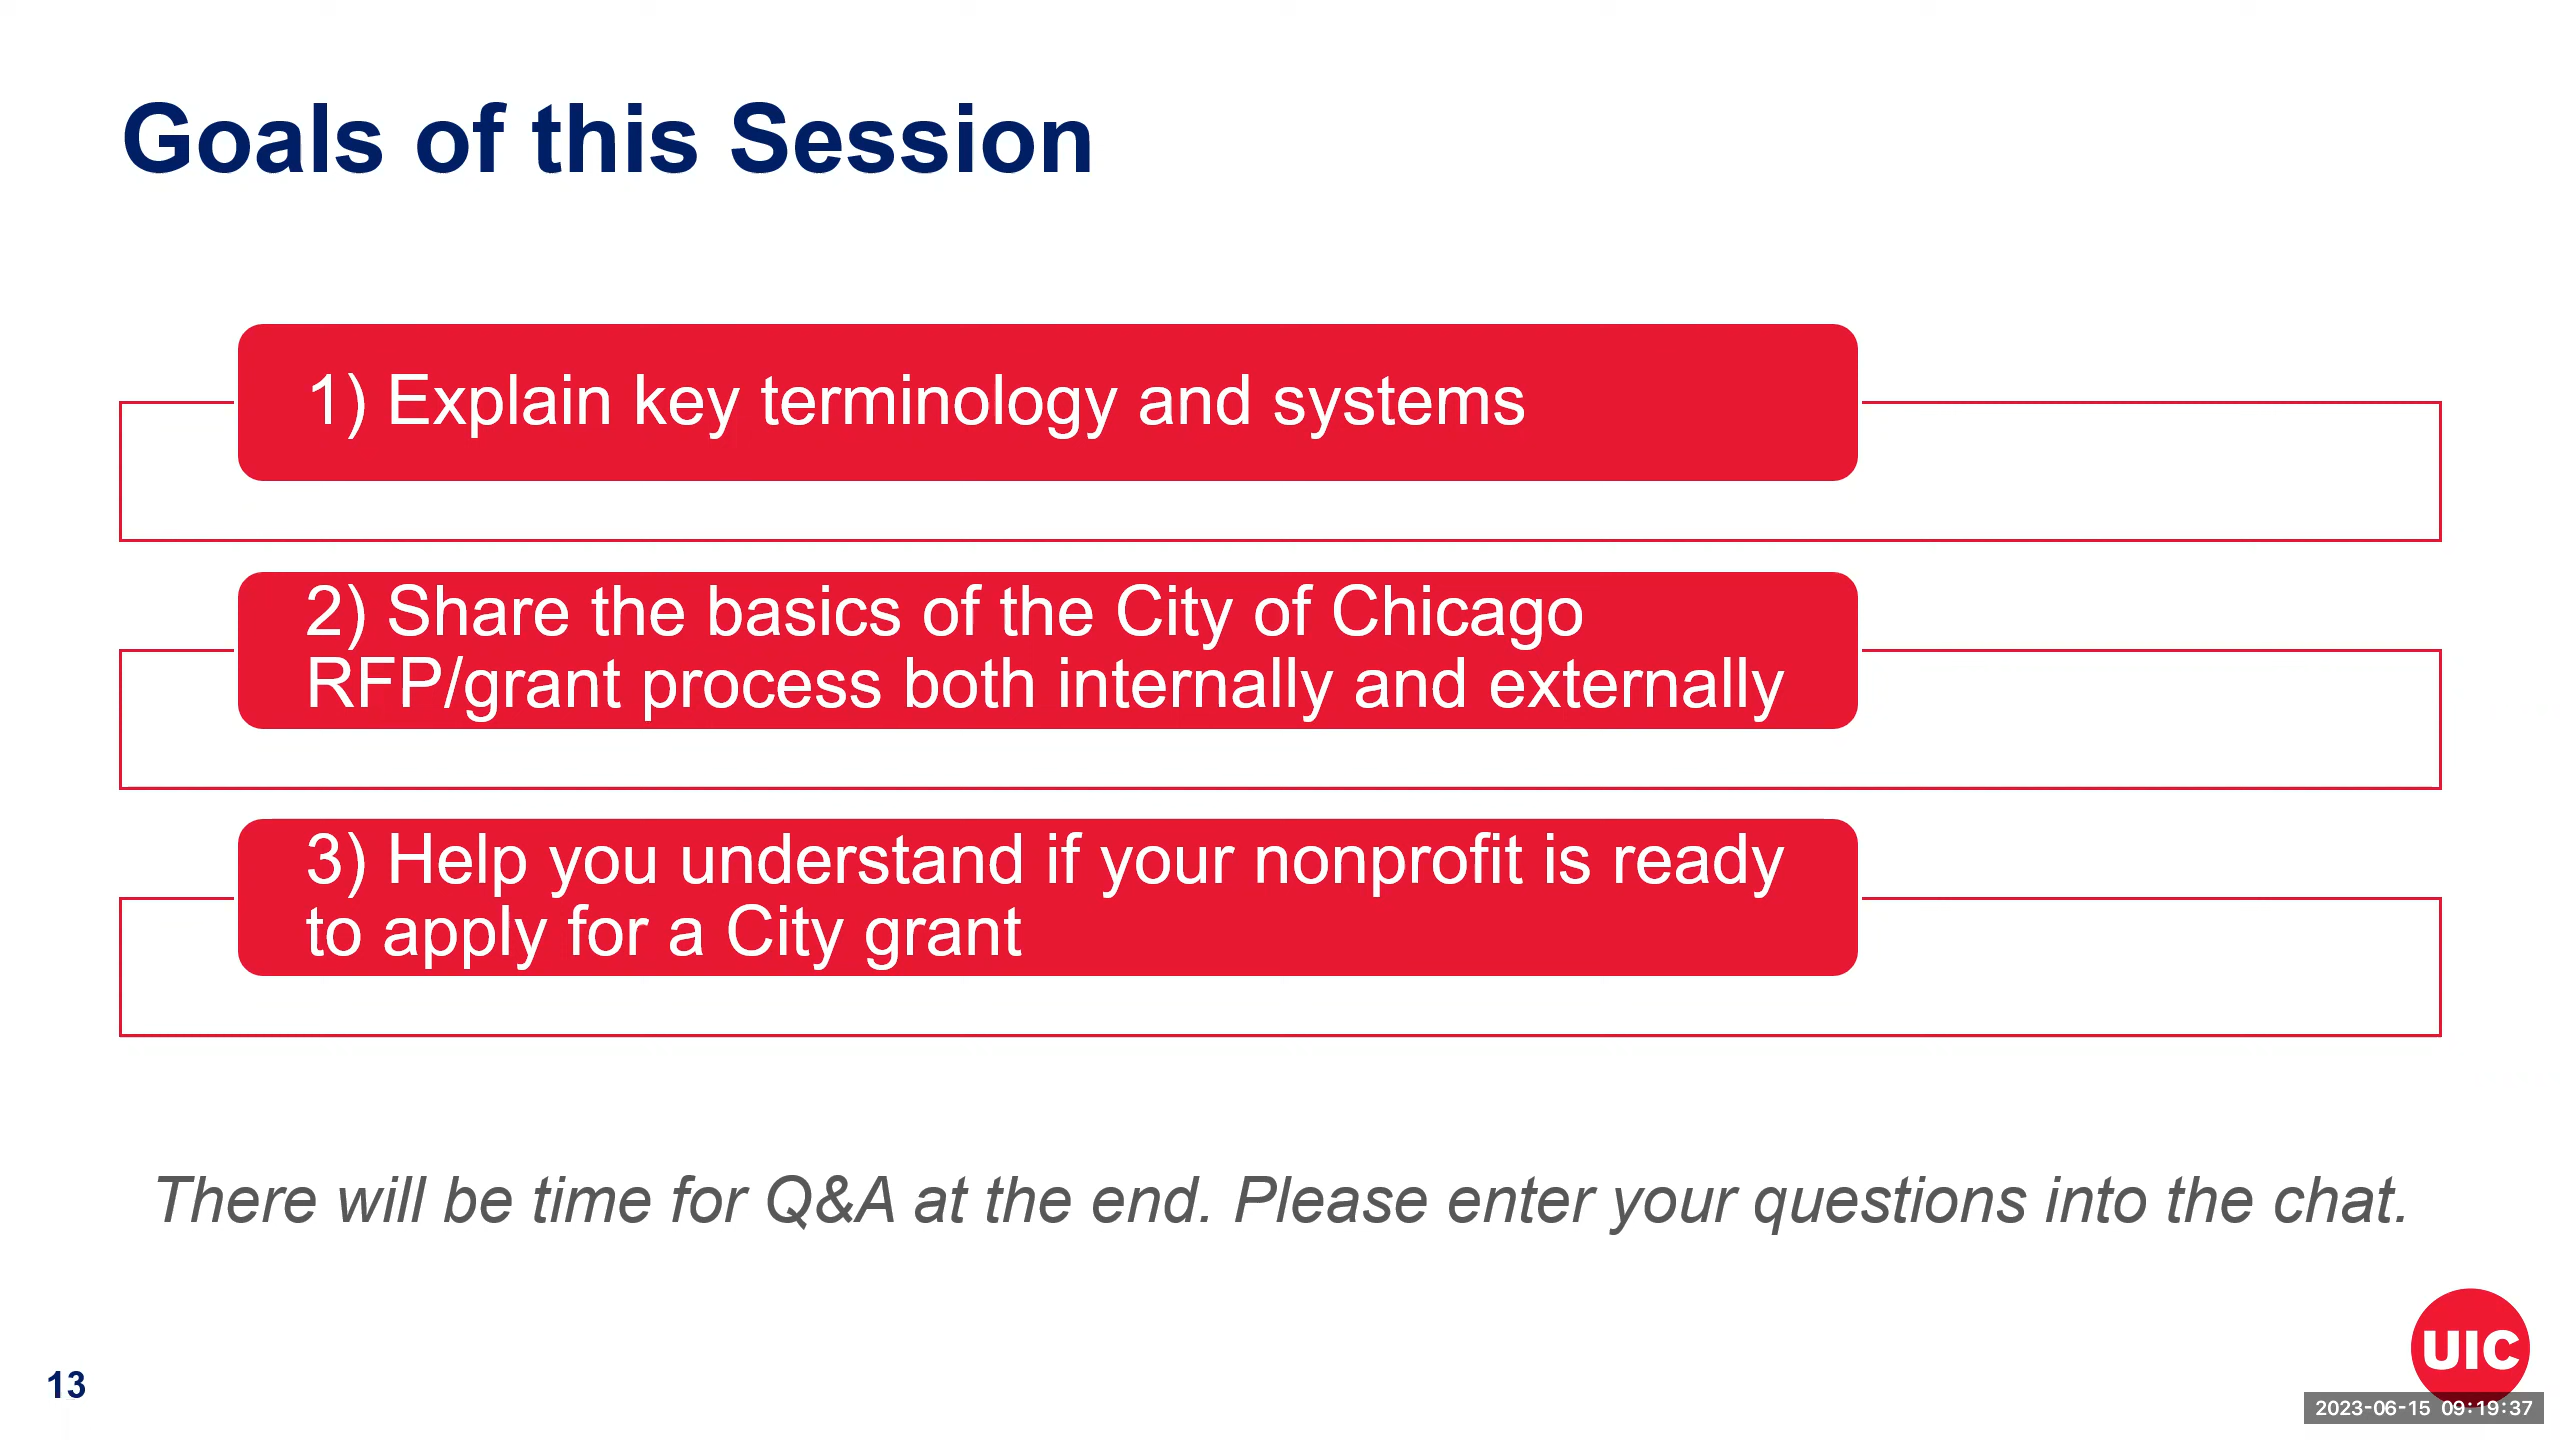 Goals of this Session
1) Explain key terminology and systems
2) Share the basics of the City of Chicago
RFP/grant process both internally and externally
3) Help you understand if your nonprofit is ready
to apply for a City grant
There will be time for Q&A at the end. Please enter your questions into the chat.
13
UIC
2023-06-15 09:19:37